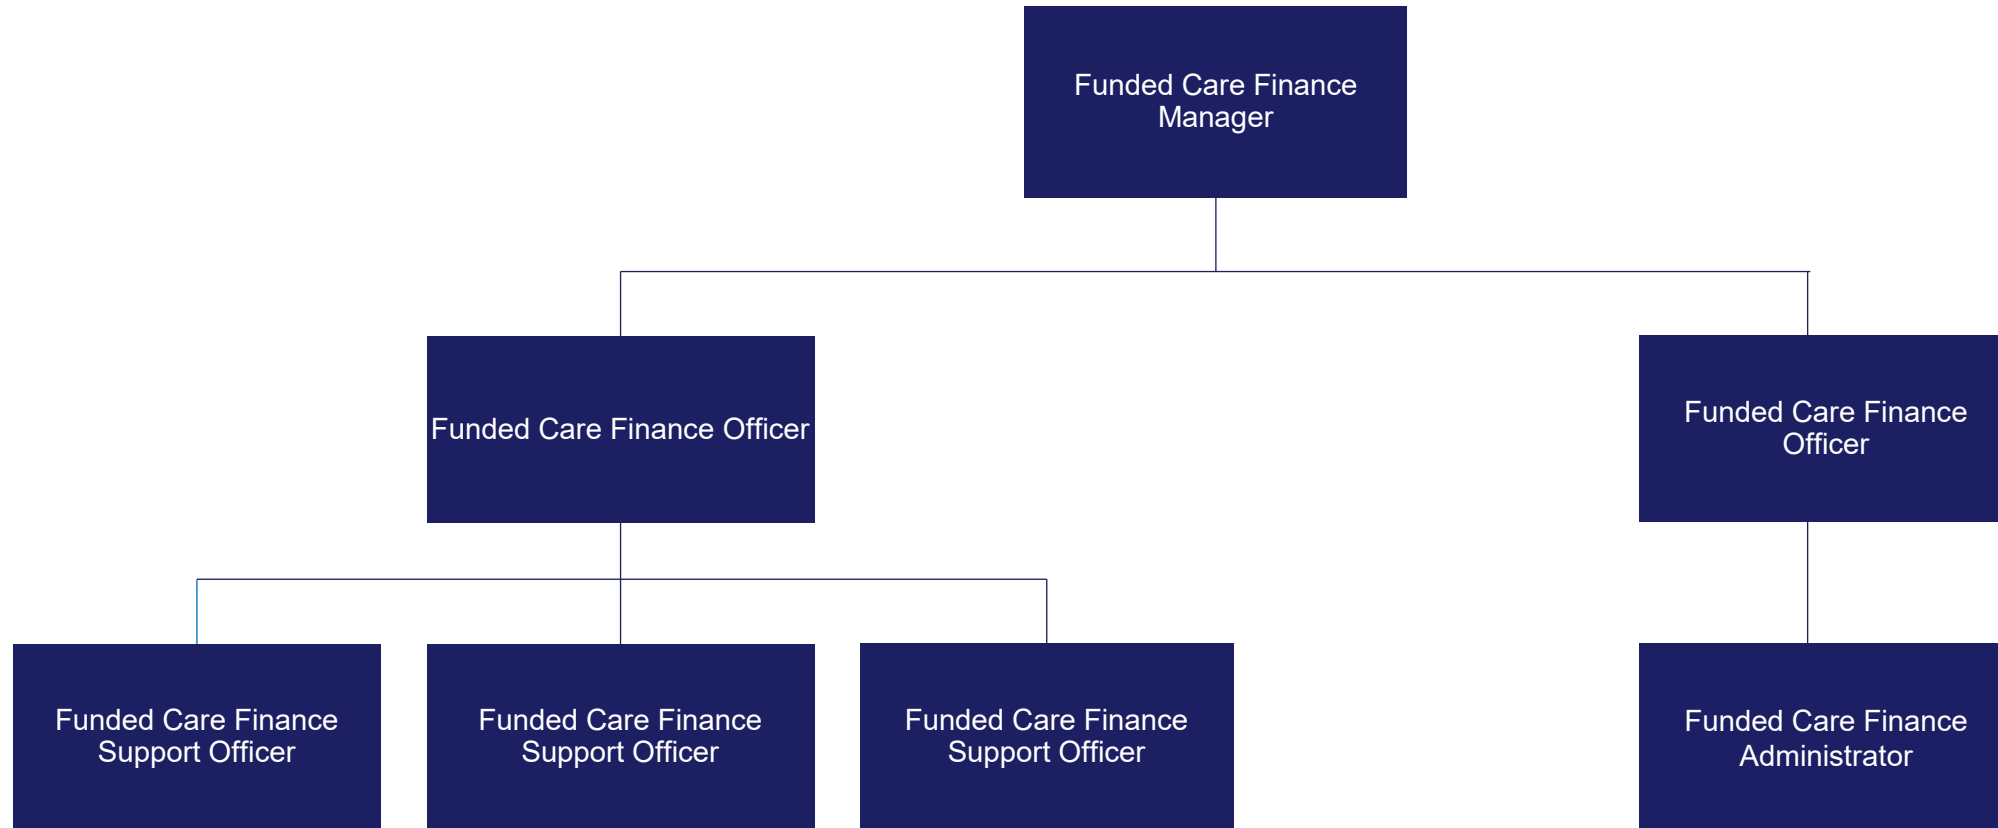 Funded Care Finance
Manager
Funded Care Finance Officer
Funded Care Finance
Officer
Funded Care Finance
Support Officer
Funded Care Finance
Support Officer
Funded Care Finance
Support Officer
Funded Care Finance
Administrator